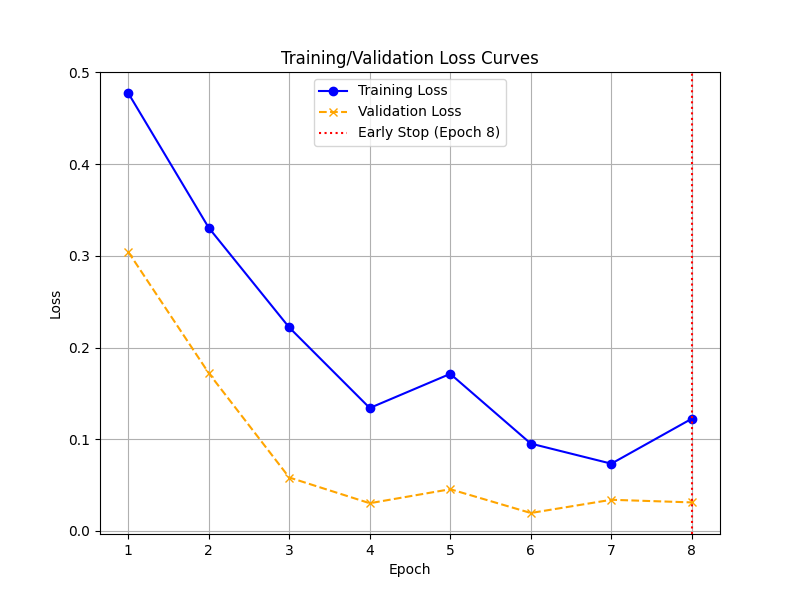 Training/Validation Loss Curves
Training Loss
Validation Loss
Early Stop (Epoch 8)
0.5
0.4
0.3
0.2
0.1
0.0
Loss
1 2 3 4 5 6 7 8
Epoch